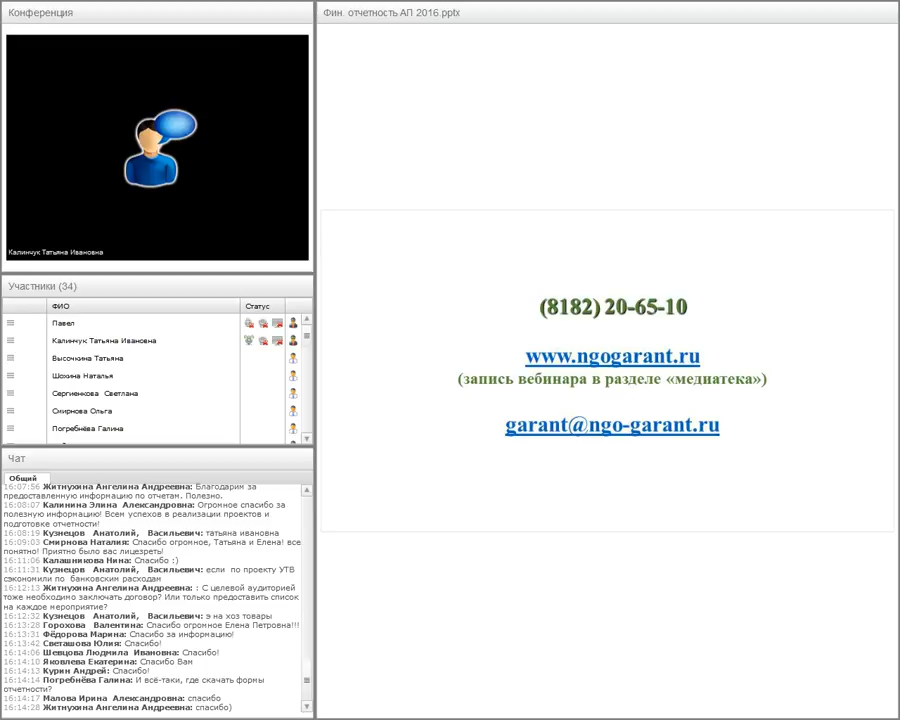 Конференция
Калинчук Татьяна Ивановна
Участники (34)
ФИО Статус
Павел
Калинчук Татьяна Ивановна
Высочкина Татьяна
Шохина Наталья
Сергиенкова Светлана
Смирнова Ольга
Погребнёва Галина
Чат
Общий
16:07:56 Житнухина Ангелина Андреевна: Благодарим за
предоставленную информацию по отчетам. Полезно.
16:08:07 Калинина Элина Александровна: Огромное спасибо за
полезную информацию! Всем успехов в реализации проектов и
подготовке отчетности!
16:08:19 Кузнецов Анатолий, Васильевич: татьяна ивановна
16:09:03 Смирнова Наталия: Спасибо огромное, Татьяна и Елена! все
понятно! Приятно было вас лицезреть!
16:11:06 Калашникова Нина: Спасибо :)
16:11:31 Кузнецов Анатолий, Васильевич: если по проекту УТВ
сэкономили по банковским расходам
16:12:13 Житнухина Ангелина Андреевна: : С целевой аудиторией
тоже необходимо заключать договор? Или только предоставить список
на каждое мероприятие?
16:12:32 Кузнецов Анатолий, Васильевич: э на хоз товары
16:13:28 Горохова Валентина: Спасибо огромное Елена Петровна!!!
16:13:31 Фёдорова Марина: Спасибо за информацию!
16:13:42 Светашова Юлия: Спасибо!
16:14:06 Шевцова Людмила Ивановна: Спасибо!
16:14:10 Яковлева Екатерина: Спасибо Вам
16:14:13 Курин Андрей: Спасибо!
16:14:14 Погребнёва Галина: И всё-таки, где скачать формы
отчетности?
16:14:17 Малова Ирина Александровна: спасибо
16:14:28 Житнухина Ангелина Андреевна: спасибо)
Фин. отчетность АП 2016.pptx
(8182) 20-65-10
www.ngogarant.ru
(запись вебинара в разделе «медиатека»)
garant@ngo-garant.ru